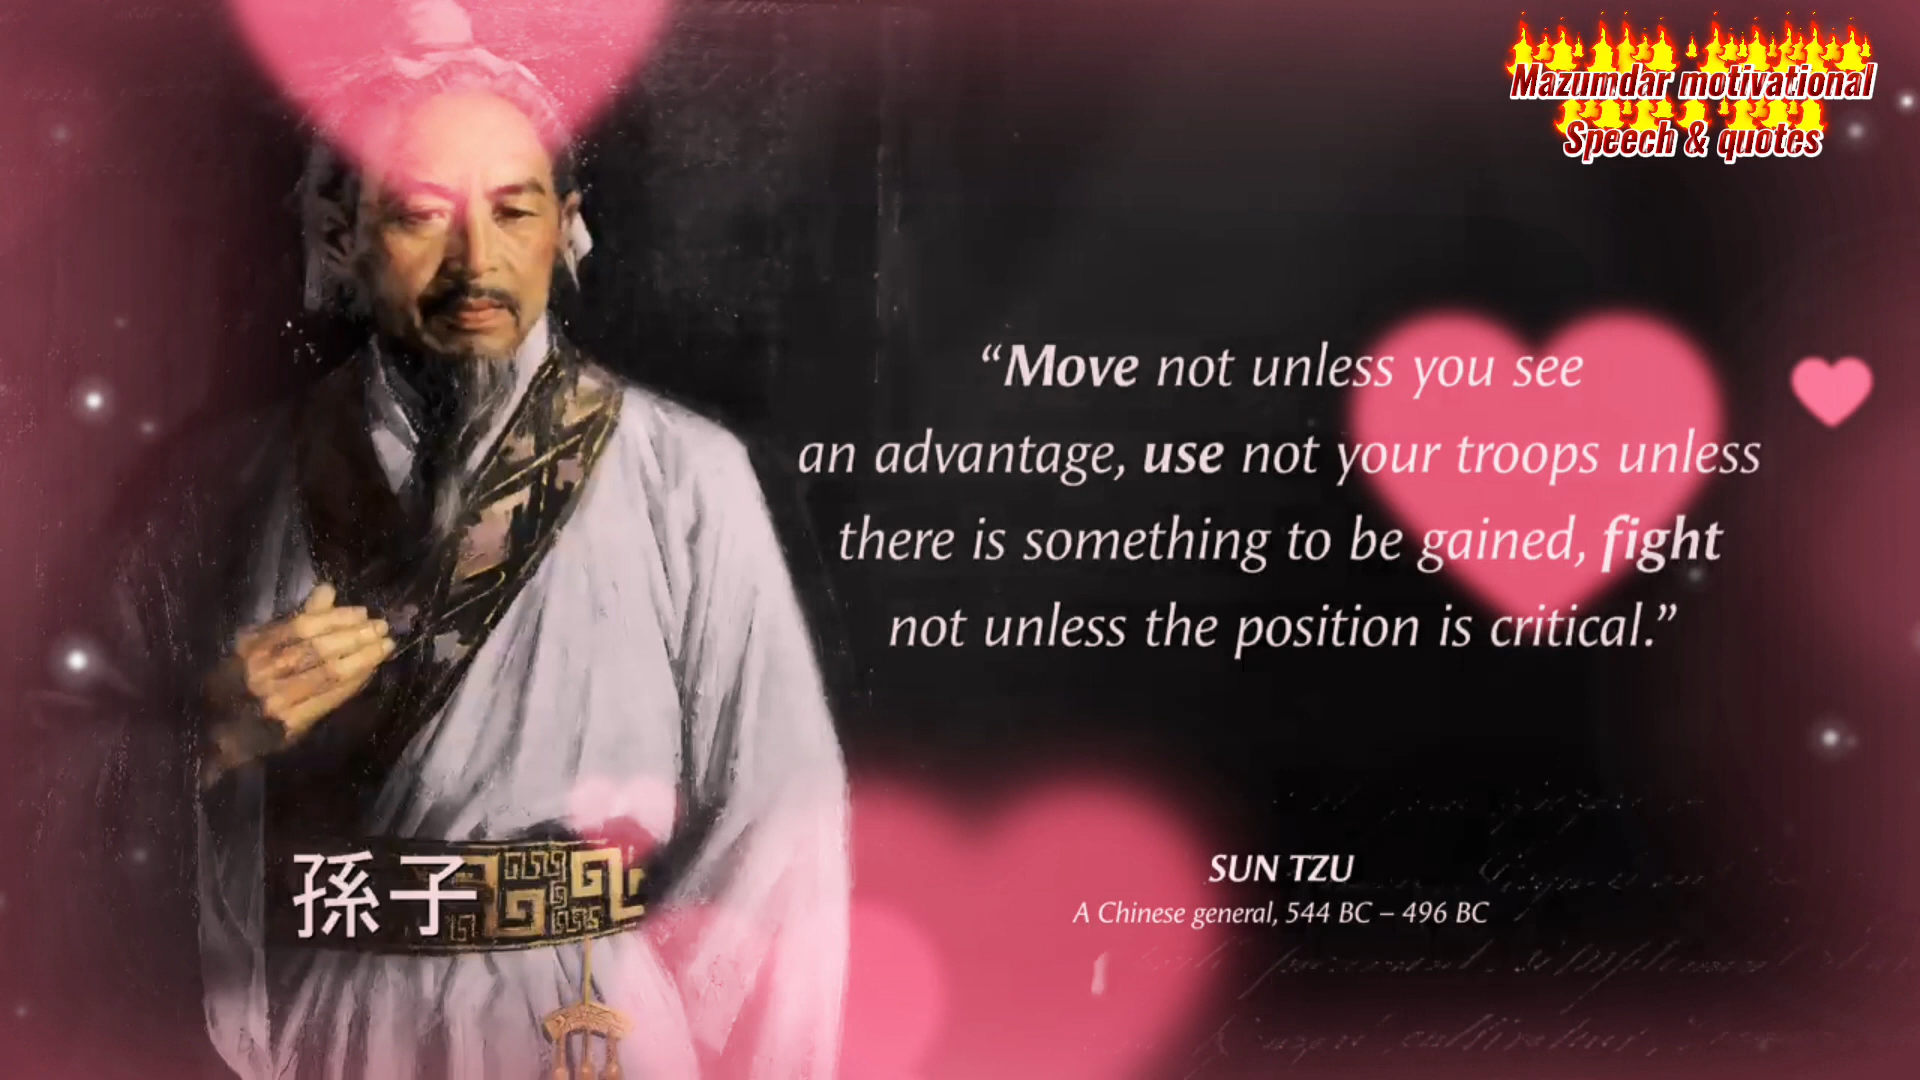 Mazumdar motivational
Speech & quotes
“Move not unless you see
an advantage, use not your troops unless
there is something to be gained, fight
not unless the position is critical.”
孫子
SUN TZU
A Chinese general, 544 BC – 496 BC